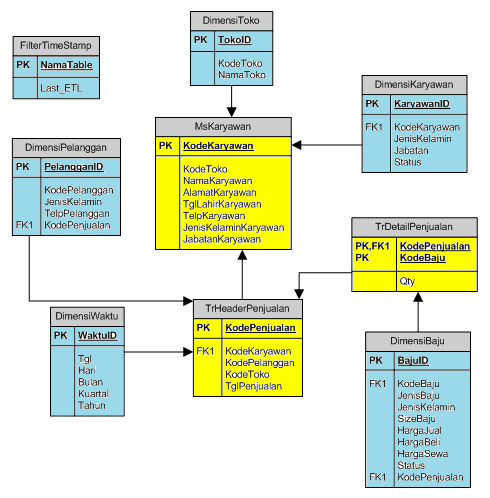 DimensiToko
PK TokoID
KodeToko
NamaToko
FilterTimeStamp
PK NamaTable
Last_ETL
DimensiKaryawan
PK KaryawanID
FK1 KodeKaryawan
JenisKelamin
Jabatan
Status
MsKaryawan
PK KodeKaryawan
KodeToko
NamaKaryawan
AlamatKaryawan
TglLahirKaryawan
TelpKaryawan
JenisKelaminKaryawan
JabatanKaryawan
DimensiPelanggan
PK PelangganID
KodePelanggan
JenisKelamin
TelpPelanggan
FK1 KodePenjualan
TrDetailPenjualan
PK,FK1 KodePenjualan
PK KodeBaju
Qty
TrHeaderPenjualan
PK KodePenjualan
FK1 KodeKaryawan
KodePelanggan
KodeToko
TglPenjualan
DimensiWaktu
PK WaktuID
Tgl
Hari
Bulan
Kuartal
Tahun
DimensiBaju
PK BajuID
FK1 KodeBaju
JenisBaju
JenisKelamin
SizeBaju
HargaJual
HargaBeli
HargaSewa
Status
FK1 KodePenjualan